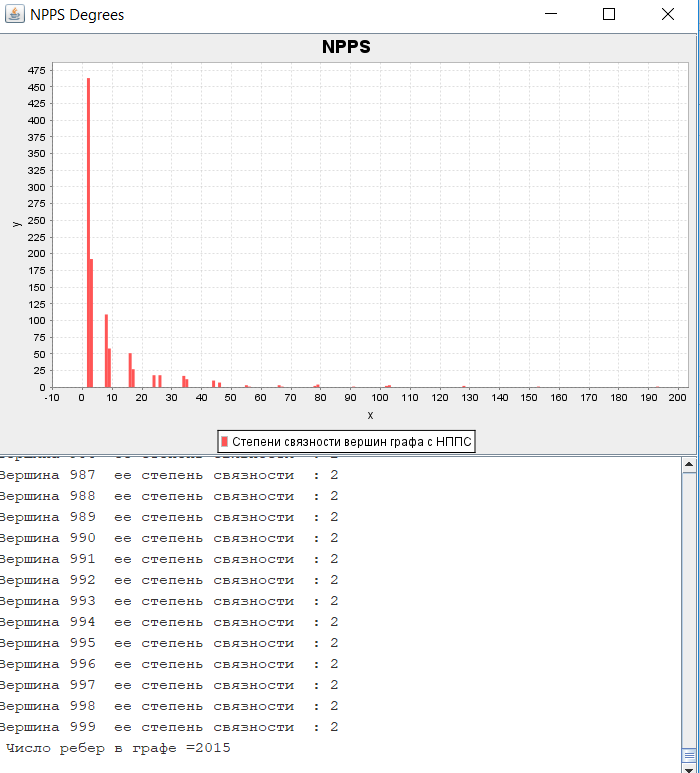 NPPS Degrees
NPPS
475
450
425
400
375
350
325
300
275
250
225
200
175
150
125
100
75
50
25
0
y
-10 0 10 20 30 40 50 60 70 80 90 100 110 120 130 140 150 160 170 180 190 200
x
Степени связности вершин графа с НППС
Вершина 987 ее степень связности : 2
Вершина 988 ее степень связности : 2
Вершина 989 ее степень связности : 2
Вершина 990 ее степень связности : 2
Вершина 991 ее степень связности : 2
Вершина 992 ее степень связности : 2
Вершина 993 ее степень связности : 2
Вершина 994 ее степень связности : 2
Вершина 995 ее степень связности : 2
Вершина 996 ее степень связности : 2
Вершина 997 ее степень связности : 2
Вершина 998 ее степень связности : 2
Вершина 999 ее степень связности : 2
Число ребер в графе =2015